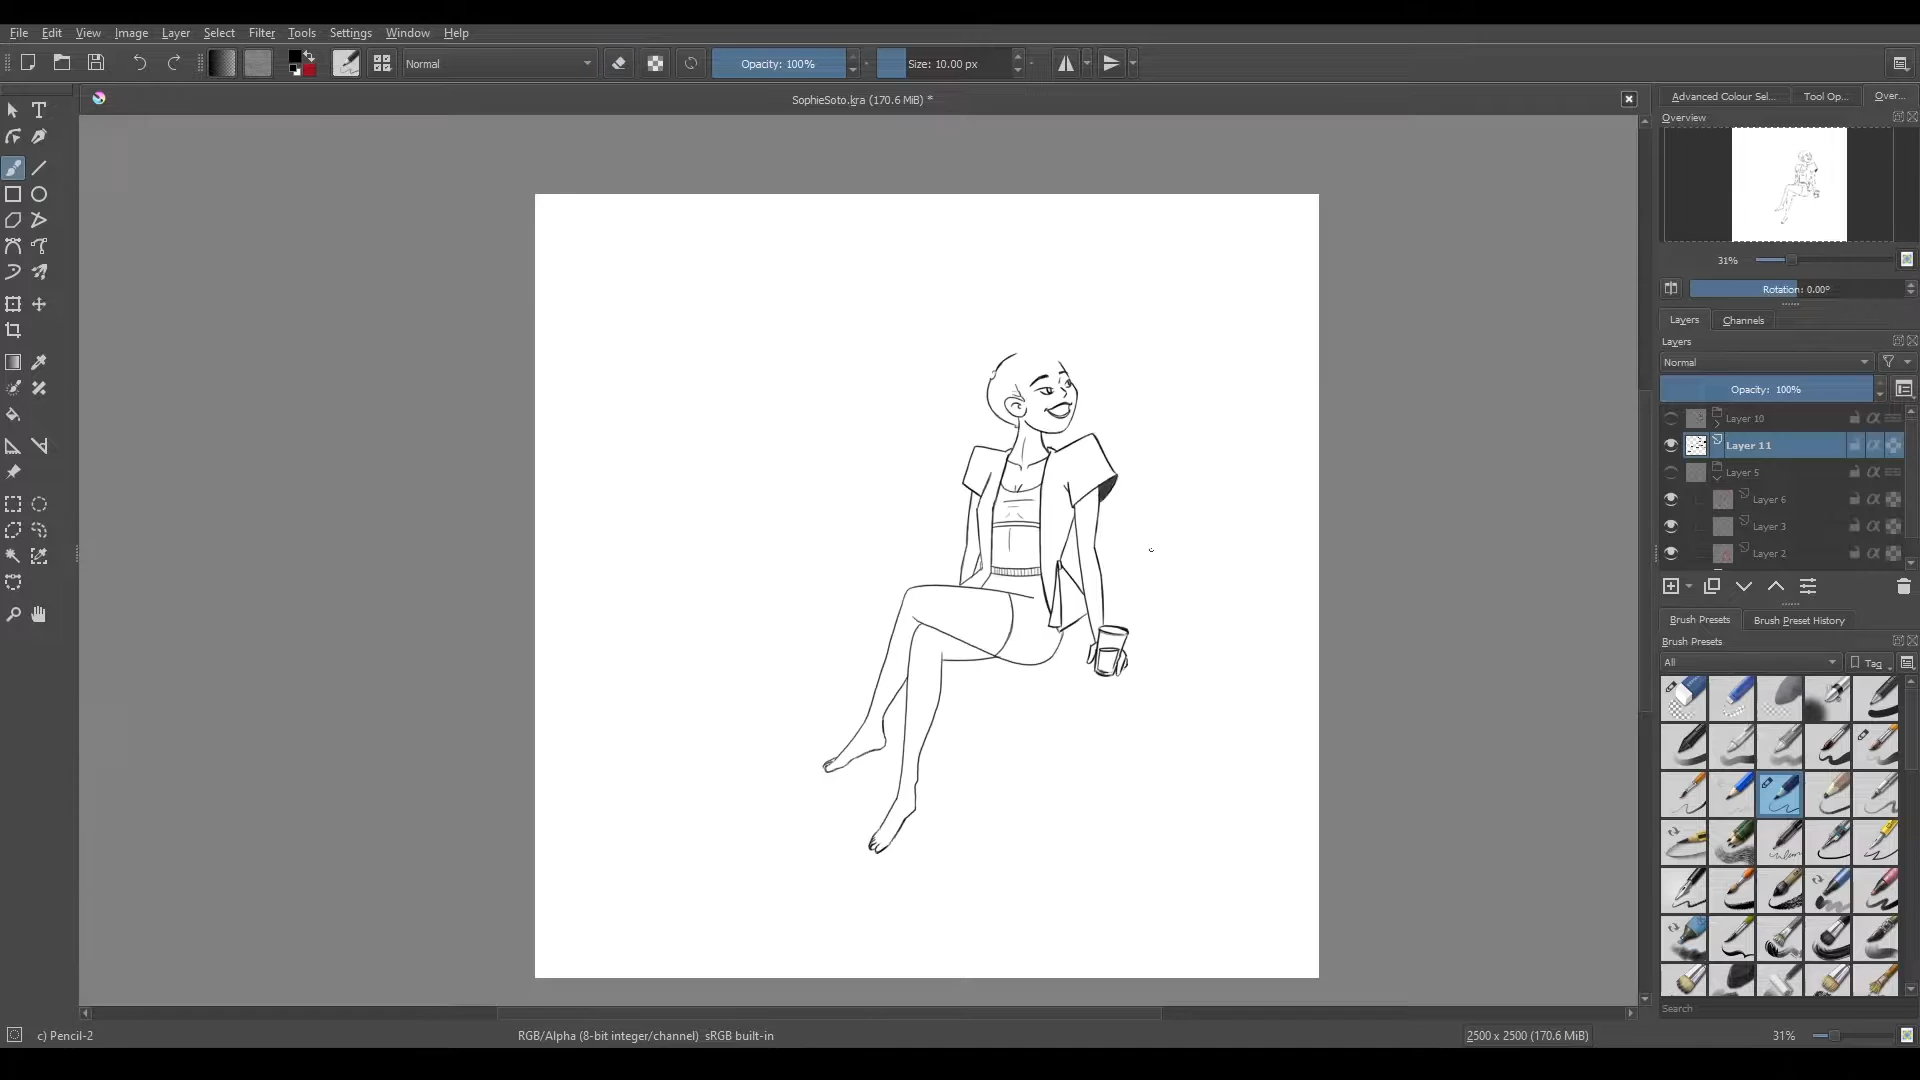 File Edit View Image Layer Select Filter Tools Settings Window Help
Normal Opacity: 100% Size: 10.00 px
SophieSoto.kra (170.6 MiB) *
Advanced Colour Sel... Tool Op... Over...
Overview
31%
Rotation: 0.00°
Layers Channels
Layers
Normal
Opacity: 100%
Layer 10
Layer 11
Layer 5
Layer 6
Layer 3
Layer 2
Brush Presets Brush Preset History
Brush Presets
All Tag
Search
c) Pencil-2 RGB/Alpha (8-bit integer/channel) sRGB built-in 2500 x 2500 (170.6 MiB) 31%